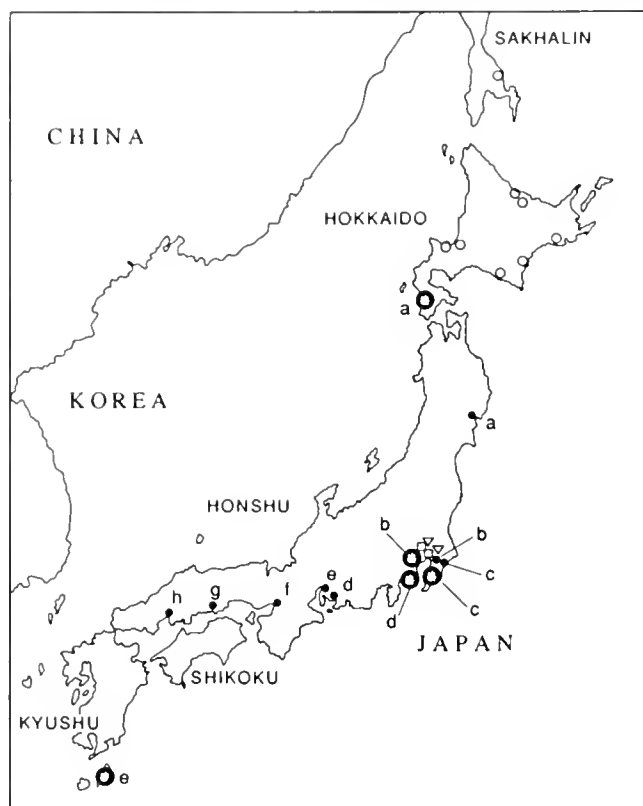 SAKHALIN
CHINA
HOKKAIDO
a
KOREA
a
HONSHU
b
b
e
d
c
f
g
h
c
d
JAPAN
SHIKOKU
KYUSHU
e